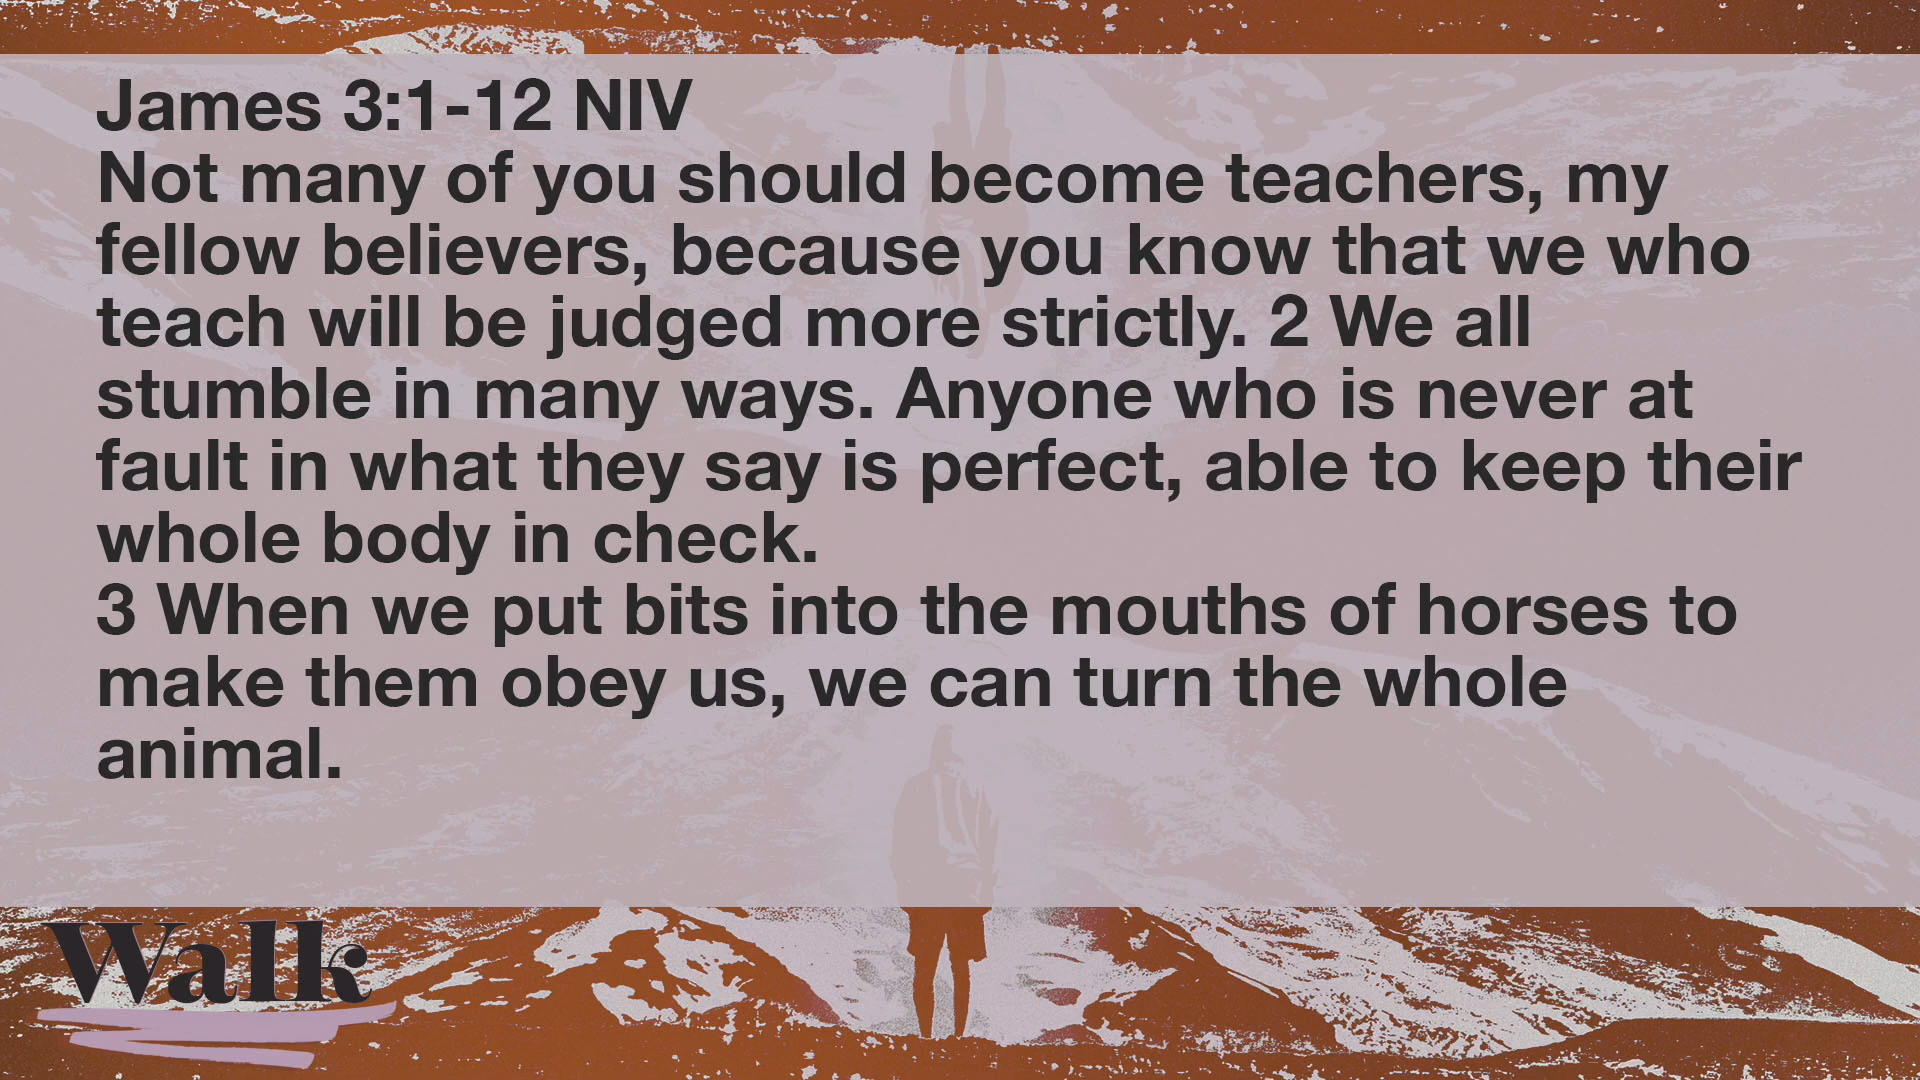 James 3:1-12 NIV
Not many of you should become teachers, my
fellow believers, because you know that we who
teach will be judged more strictly. 2 We all
stumble in many ways. Anyone who is never at
fault in what they say is perfect, able to keep their
whole body in check.
3 When we put bits into the mouths of horses to
make them obey us, we can turn the whole
animal.
Walk